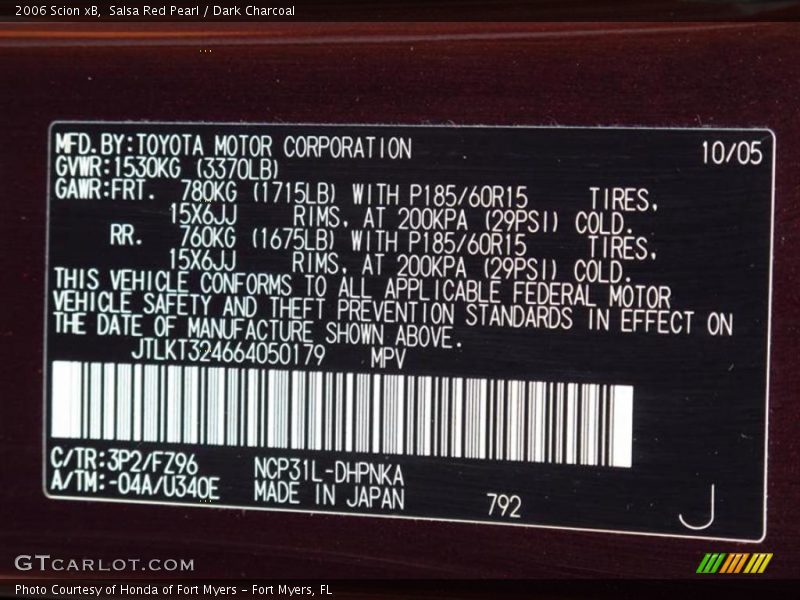 2006 Scion xB,  Salsa Red Pearl / Dark Charcoal
MFD. BY: TOYOTA MOTOR CORPORATION 10/05
GVWR: 1530KG (3370LB)
GAWR: FRT. 780KG (1715LB) WITH P185/60R15 TIRES,
15X6JJ RIMS, AT 200KPA (29PSI) COLD.
RR. 760KG (1675LB) WITH P185/60R15 TIRES,
15X6JJ RIMS, AT 200KPA (29PSI) COLD.
THIS VEHICLE CONFORMS TO ALL APPLICABLE FEDERAL MOTOR
VEHICLE SAFETY AND THEFT PREVENTION STANDARDS IN EFFECT ON
THE DATE OF MANUFACTURE SHOWN ABOVE.
JTLKT324664050179 MPV
C/TR: 3P2/FZ96 NCP31L-DHPNKA
A/TM: -04A/U340E MADE IN JAPAN 792 J
GTCARLOT.COM
Photo Courtesy of Honda of Fort Myers – Fort Myers, FL